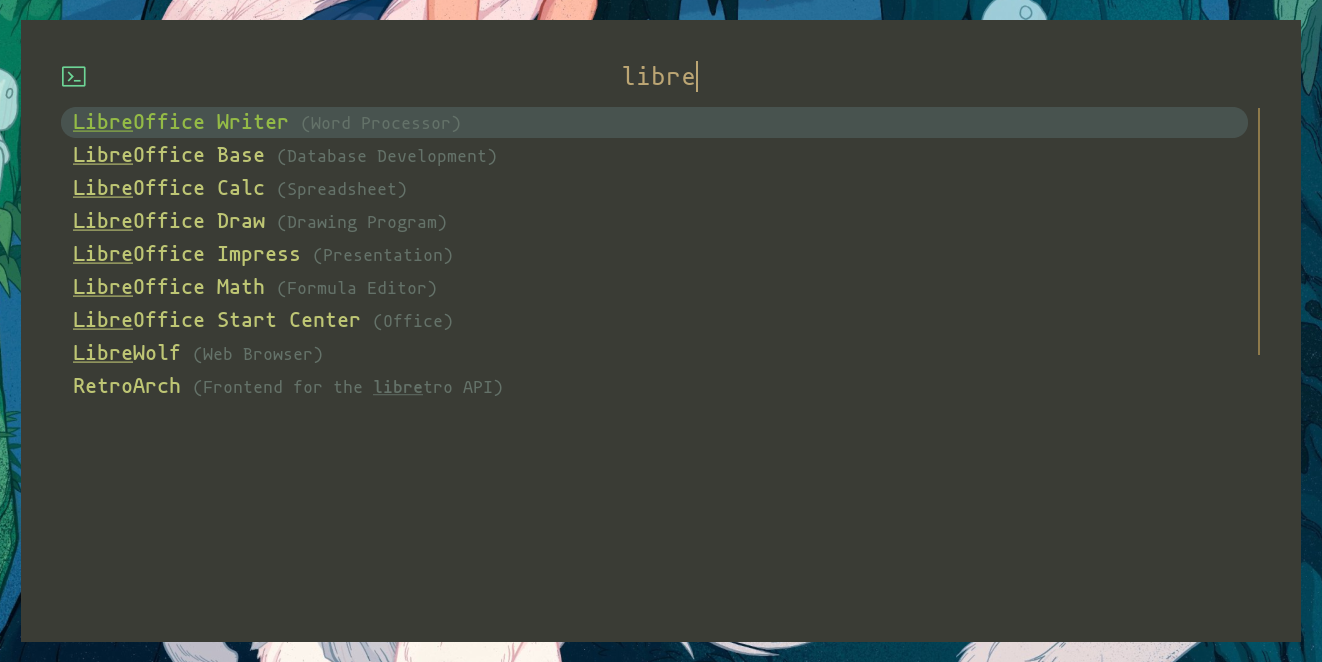 libre
LibreOffice Writer (Word Processor)
LibreOffice Base (Database Development)
LibreOffice Calc (Spreadsheet)
LibreOffice Draw (Drawing Program)
LibreOffice Impress (Presentation)
LibreOffice Math (Formula Editor)
LibreOffice Start Center (Office)
LibreWolf (Web Browser)
RetroArch (Frontend for the libretro API)